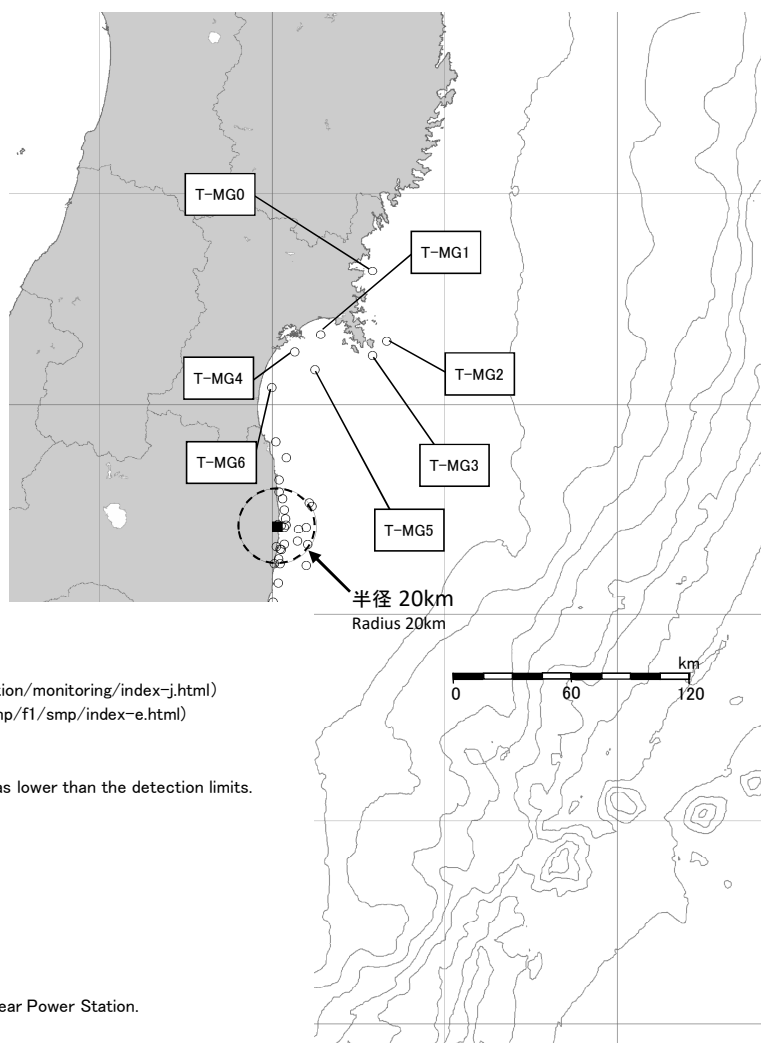 T-MG0
T-MG1
T-MG4
T-MG2
T-MG6
T-MG3
T-MG5
半径 20km
Radius 20km
km
0 60 120
ion/monitoring/index-j.html)
p/f1/smp/index-e.html)
as lower than the detection limits.
ear Power Station.